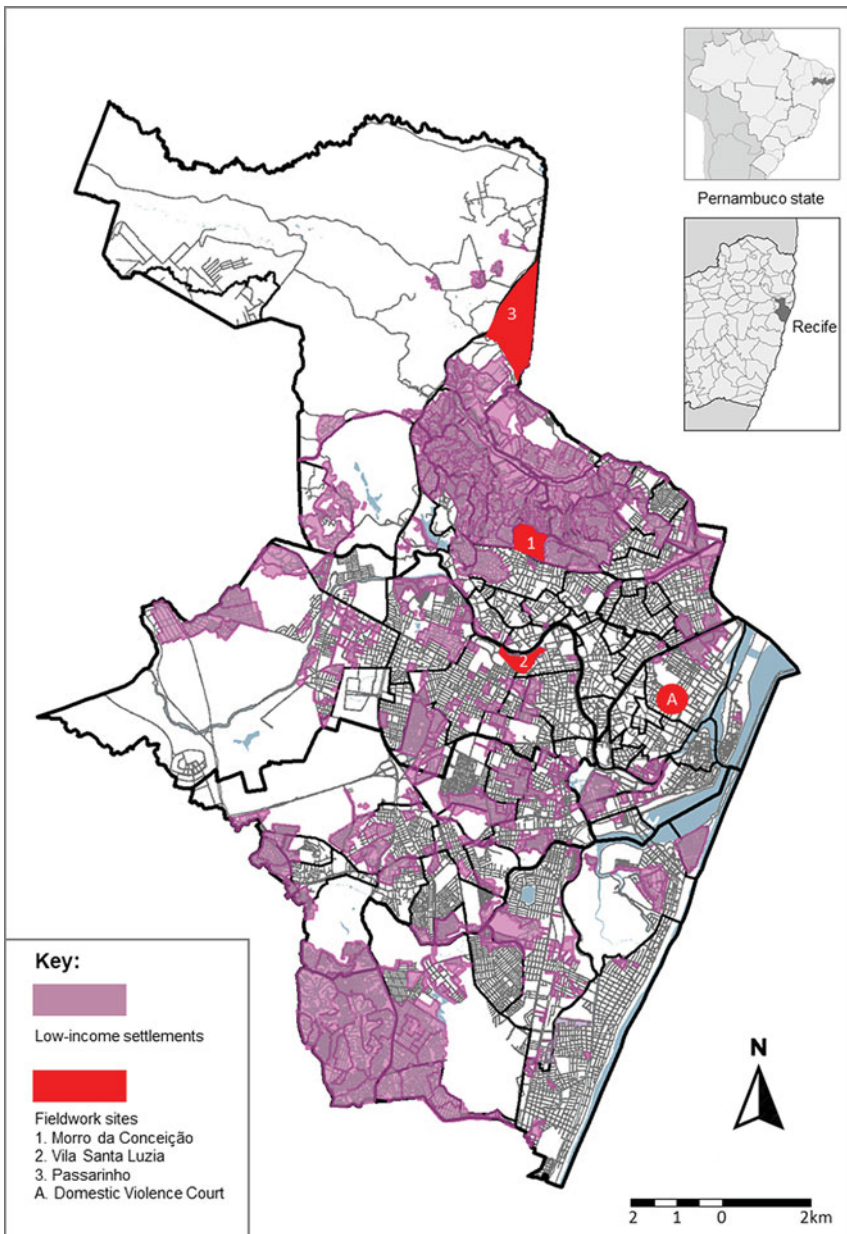 Pernambuco state
Recife
3
1
2
A
Key:
Low-income settlements
Fieldwork sites
1. Morro da Conceição
2. Vila Santa Luzia
3. Passarinho
A. Domestic Violence Court
N
2 1 0 2km